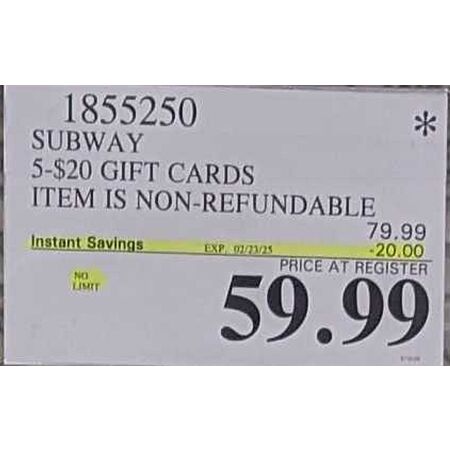 1855250
*
SUBWAY
5-$20 GIFT CARDS
ITEM IS NON-REFUNDABLE
79.99
Instant Savings EXP. 02/23/25 -20.00
PRICE AT REGISTER
NO
LIMIT
59.99